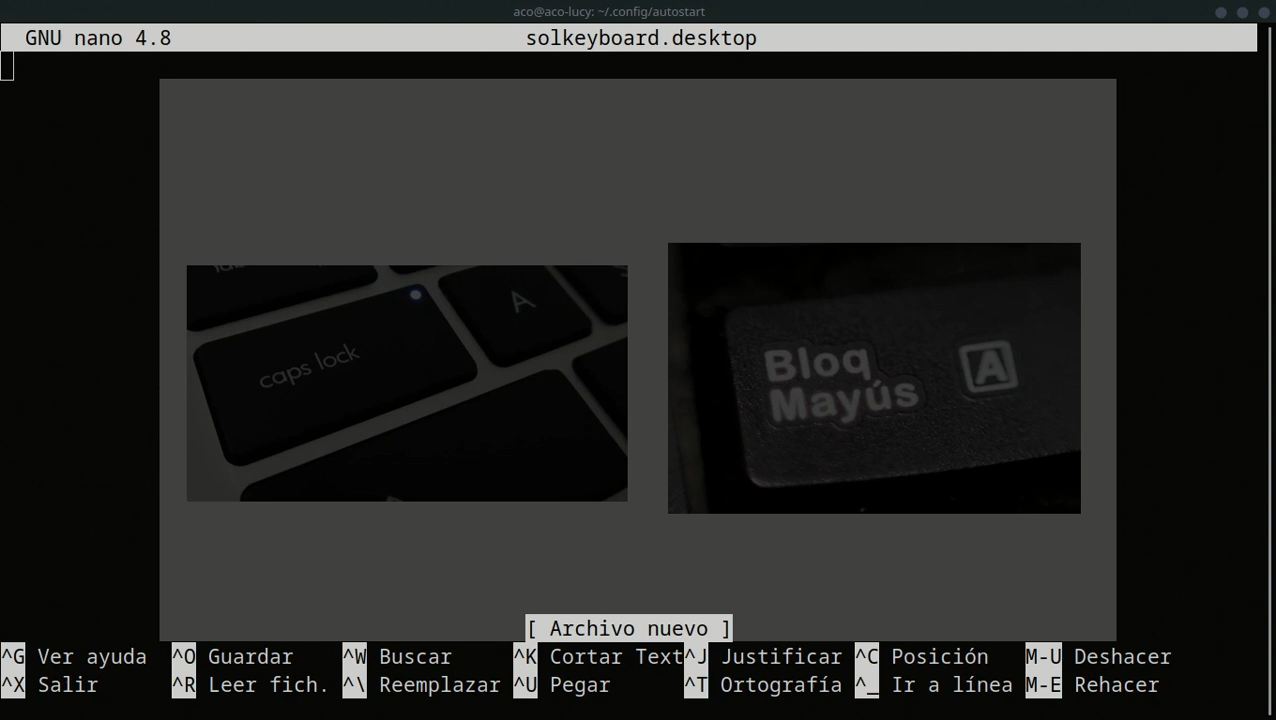 aco@aco-lucy: ~/.config/autostart
GNU nano 4.8 solkeyboard.desktop
A
caps lock
Bloq
Mayús
A
[ Archivo nuevo ]
^G Ver ayuda ^O Guardar ^W Buscar ^K Cortar Text ^J Justificar ^C Posición M-U Deshacer
^X Salir ^R Leer fich. ^\ Reemplazar ^U Pegar ^T Ortografía ^_ Ir a línea M-E Rehacer